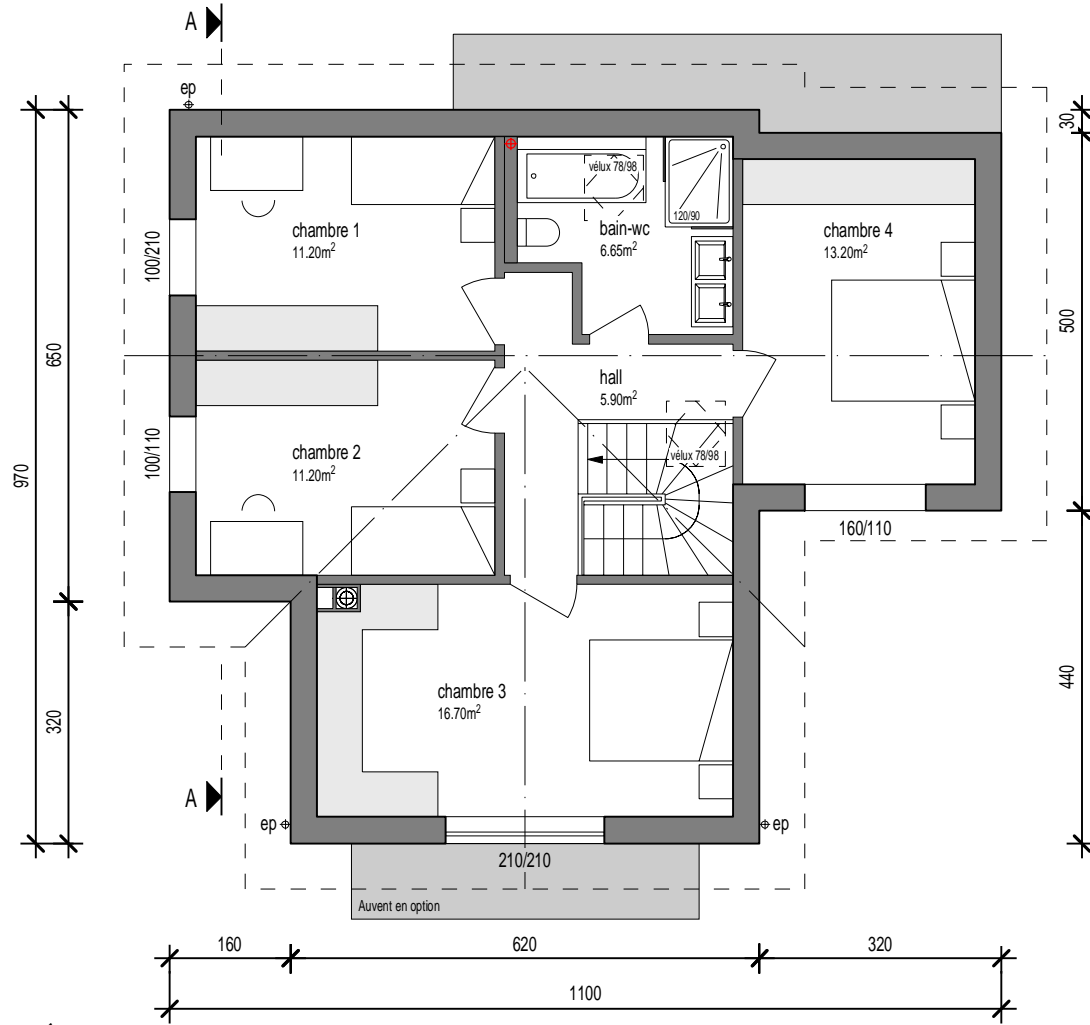 A
ep
30
vélux 78/98
120/90
chambre 1
11.20m²
bain-wc
6.65m²
chambre 4
13.20m²
100/210
660
500
hall
5.90m²
chambre 2
11.20m²
vélux 78/98
100/110
970
160/110
chambre 3
16.70m²
320
440
A
ep
ep
210/210
Auvent en option
160
620
320
1100